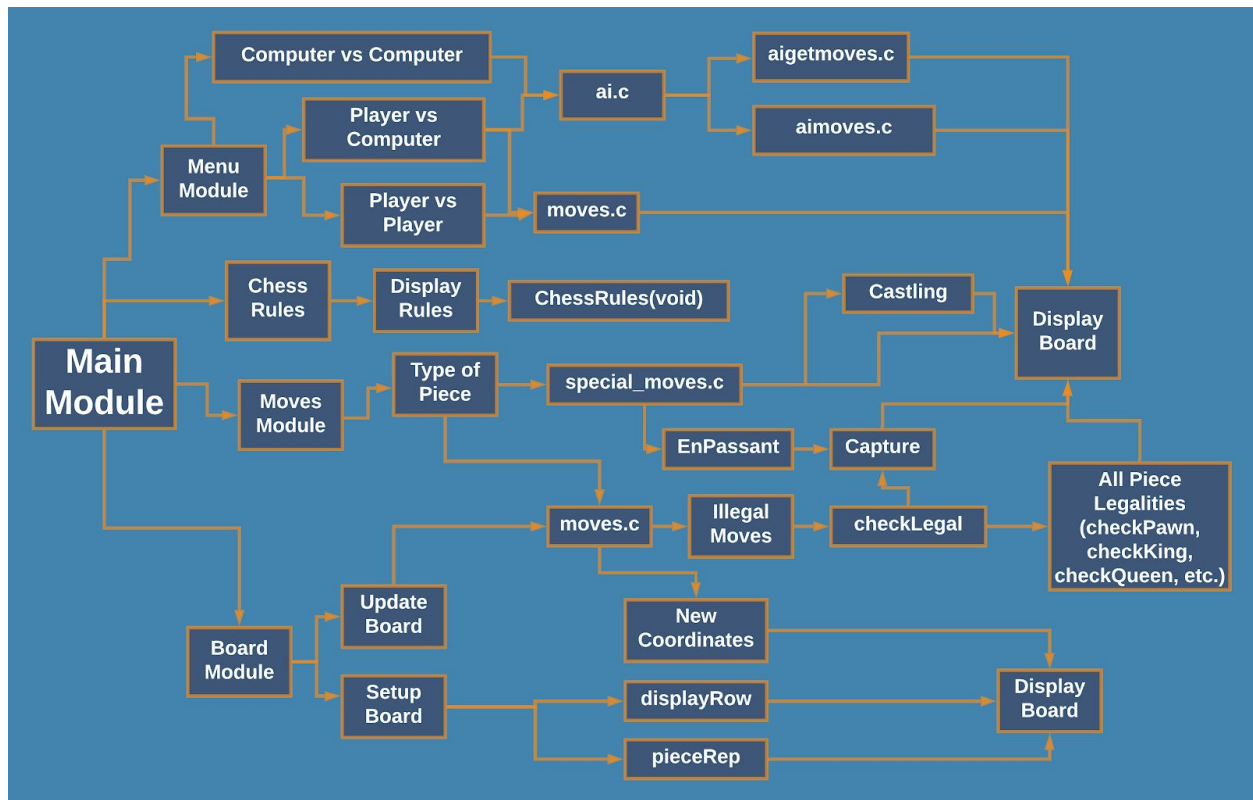 Computer vs Computer
aigetmoves.c
ai.c
Player vs
Computer
aimoves.c
Menu
Module
Player vs
Player
moves.c
Chess
Rules
Display
Rules
ChessRules(void)
Castling
Display
Board
Main
Module
Moves
Module
Type of
Piece
special_moves.c
EnPassant
Capture
All Piece
Legalities
(checkPawn,
checkKing,
checkQueen, etc.)
moves.c
Illegal
Moves
checkLegal
Update
Board
New
Coordinates
Board
Module
Setup
Board
displayRow
Display
Board
pieceRep